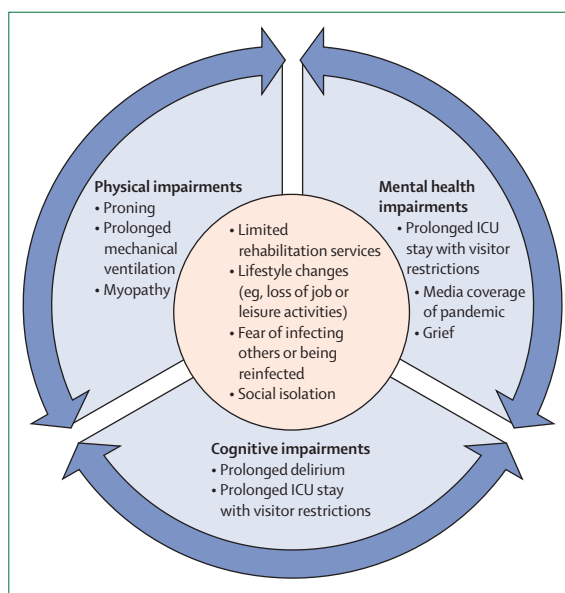 Physical impairments
• Proning
• Prolonged
mechanical
ventilation
• Myopathy
Mental health
impairments
• Prolonged ICU
stay with visitor
restrictions
• Media coverage
of pandemic
• Grief
• Limited
rehabilitation services
• Lifestyle changes
(eg, loss of job or
leisure activities)
• Fear of infecting
others or being
reinfected
• Social isolation
Cognitive impairments
• Prolonged delirium
• Prolonged ICU stay
with visitor restrictions